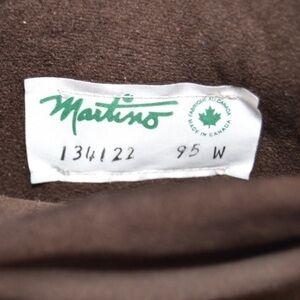 Martino
FABRIQUÉ AU CANADA
MADE IN CANADA
134122 95 W